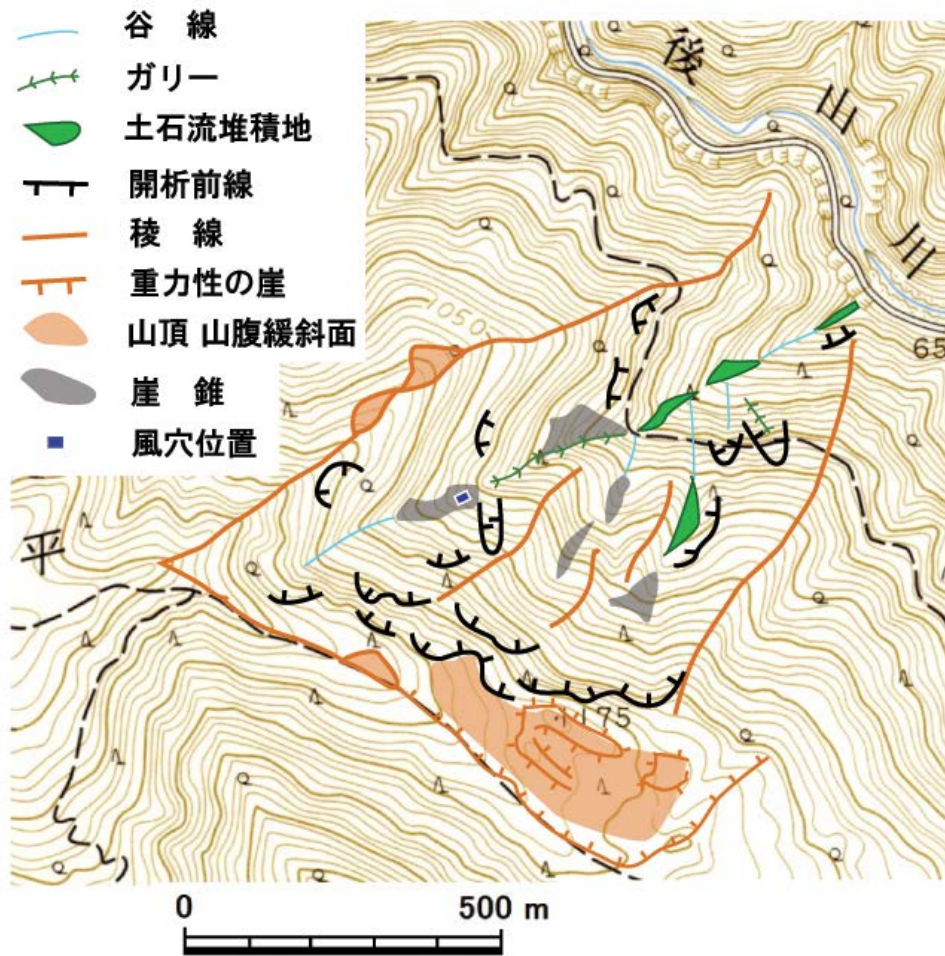 谷 線
ガリー
土石流堆積地
開析前線
稜 線
重力性の崖
山頂 山腹緩斜面
崖 錐
風穴位置
後
山
川
1050
65
平
1175
0 500 m